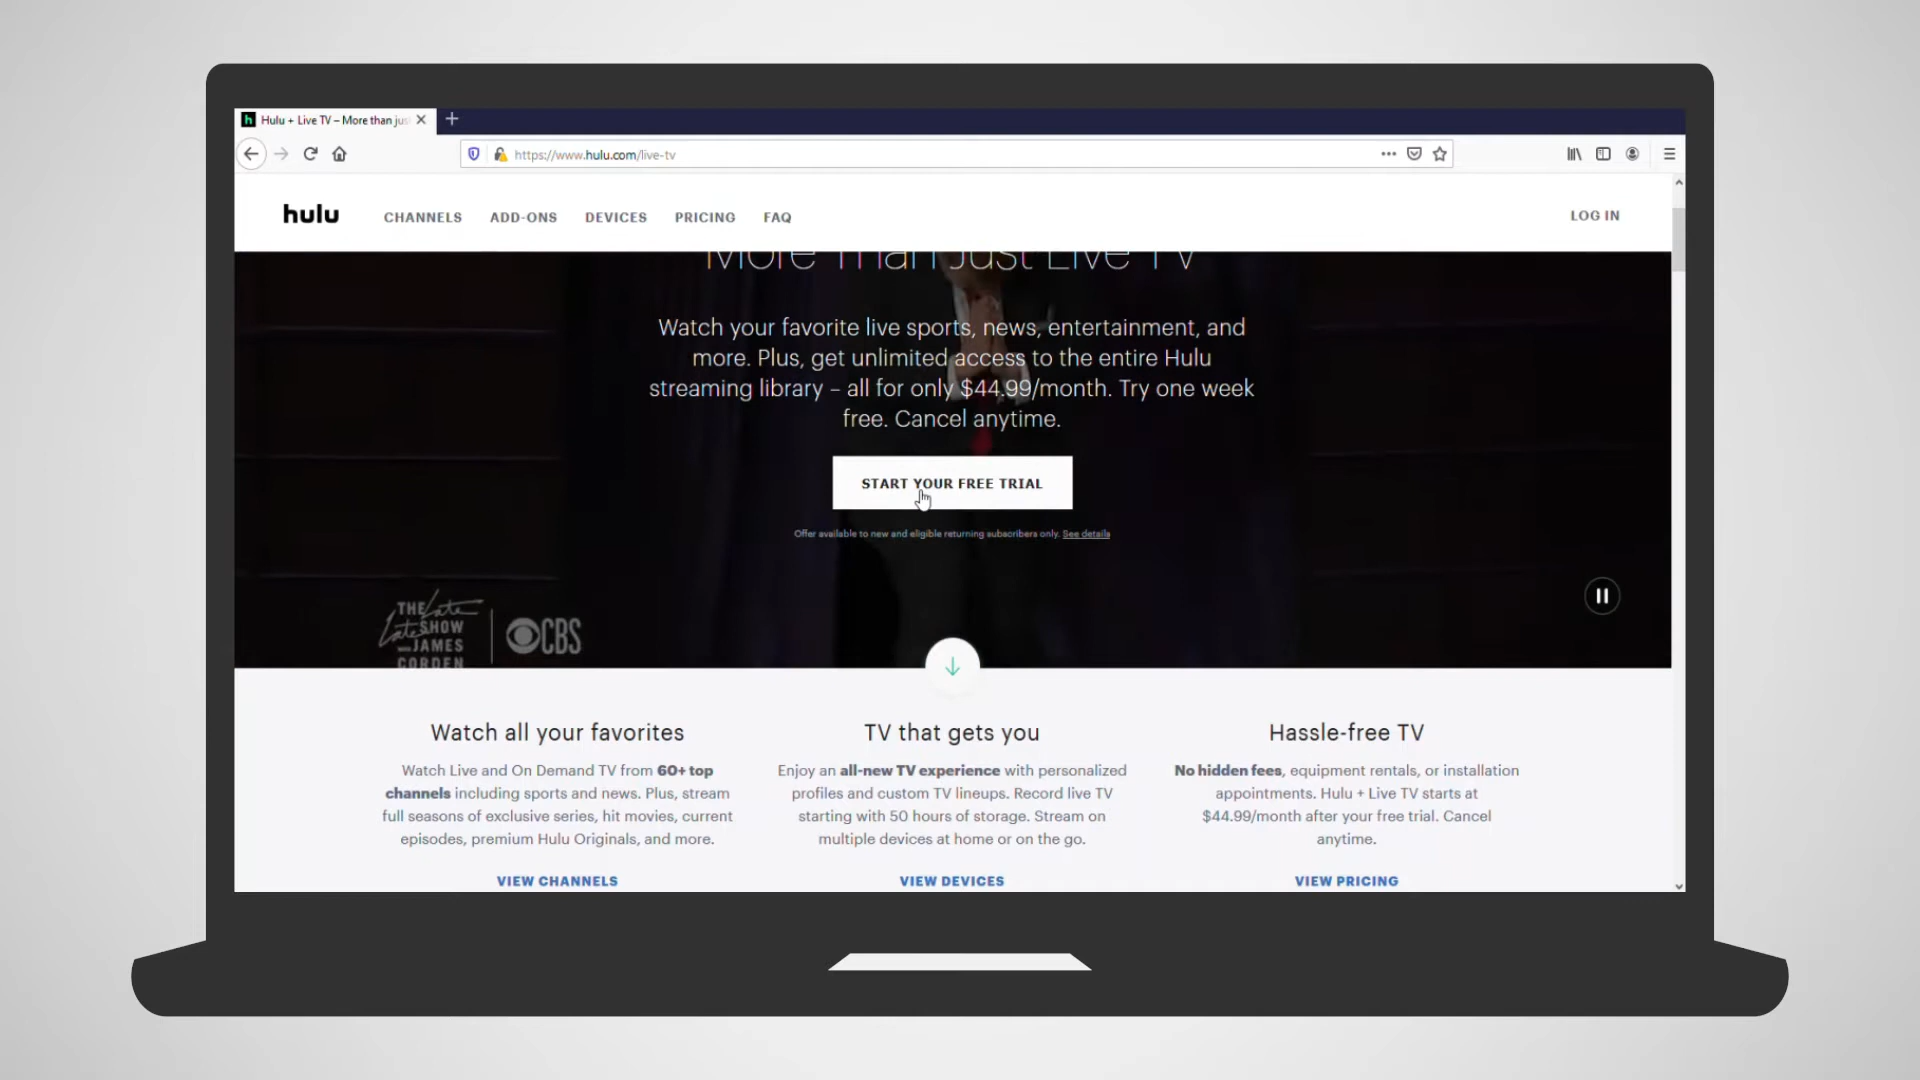 Hulu + Live TV – More than jus
https://www.hulu.com/live-tv
hulu CHANNELS ADD-ONS DEVICES PRICING FAQ LOG IN
More Than Just Live TV
Watch your favorite live sports, news, entertainment, and
more. Plus, get unlimited access to the entire Hulu
streaming library – all for only $44.99/month. Try one week
free. Cancel anytime.
START YOUR FREE TRIAL
Offer available to new and eligible returning subscribers only. See details
THE Late
Late SHOW
JAMES
CORDEN
CBS
Watch all your favorites
Watch Live and On Demand TV from 60+ top
channels including sports and news. Plus, stream
full seasons of exclusive series, hit movies, current
episodes, premium Hulu Originals, and more.
VIEW CHANNELS
TV that gets you
Enjoy an all-new TV experience with personalized
profiles and custom TV lineups. Record live TV
starting with 50 hours of storage. Stream on
multiple devices at home or on the go.
VIEW DEVICES
Hassle-free TV
No hidden fees, equipment rentals, or installation
appointments. Hulu + Live TV starts at
$44.99/month after your free trial. Cancel
anytime.
VIEW PRICING